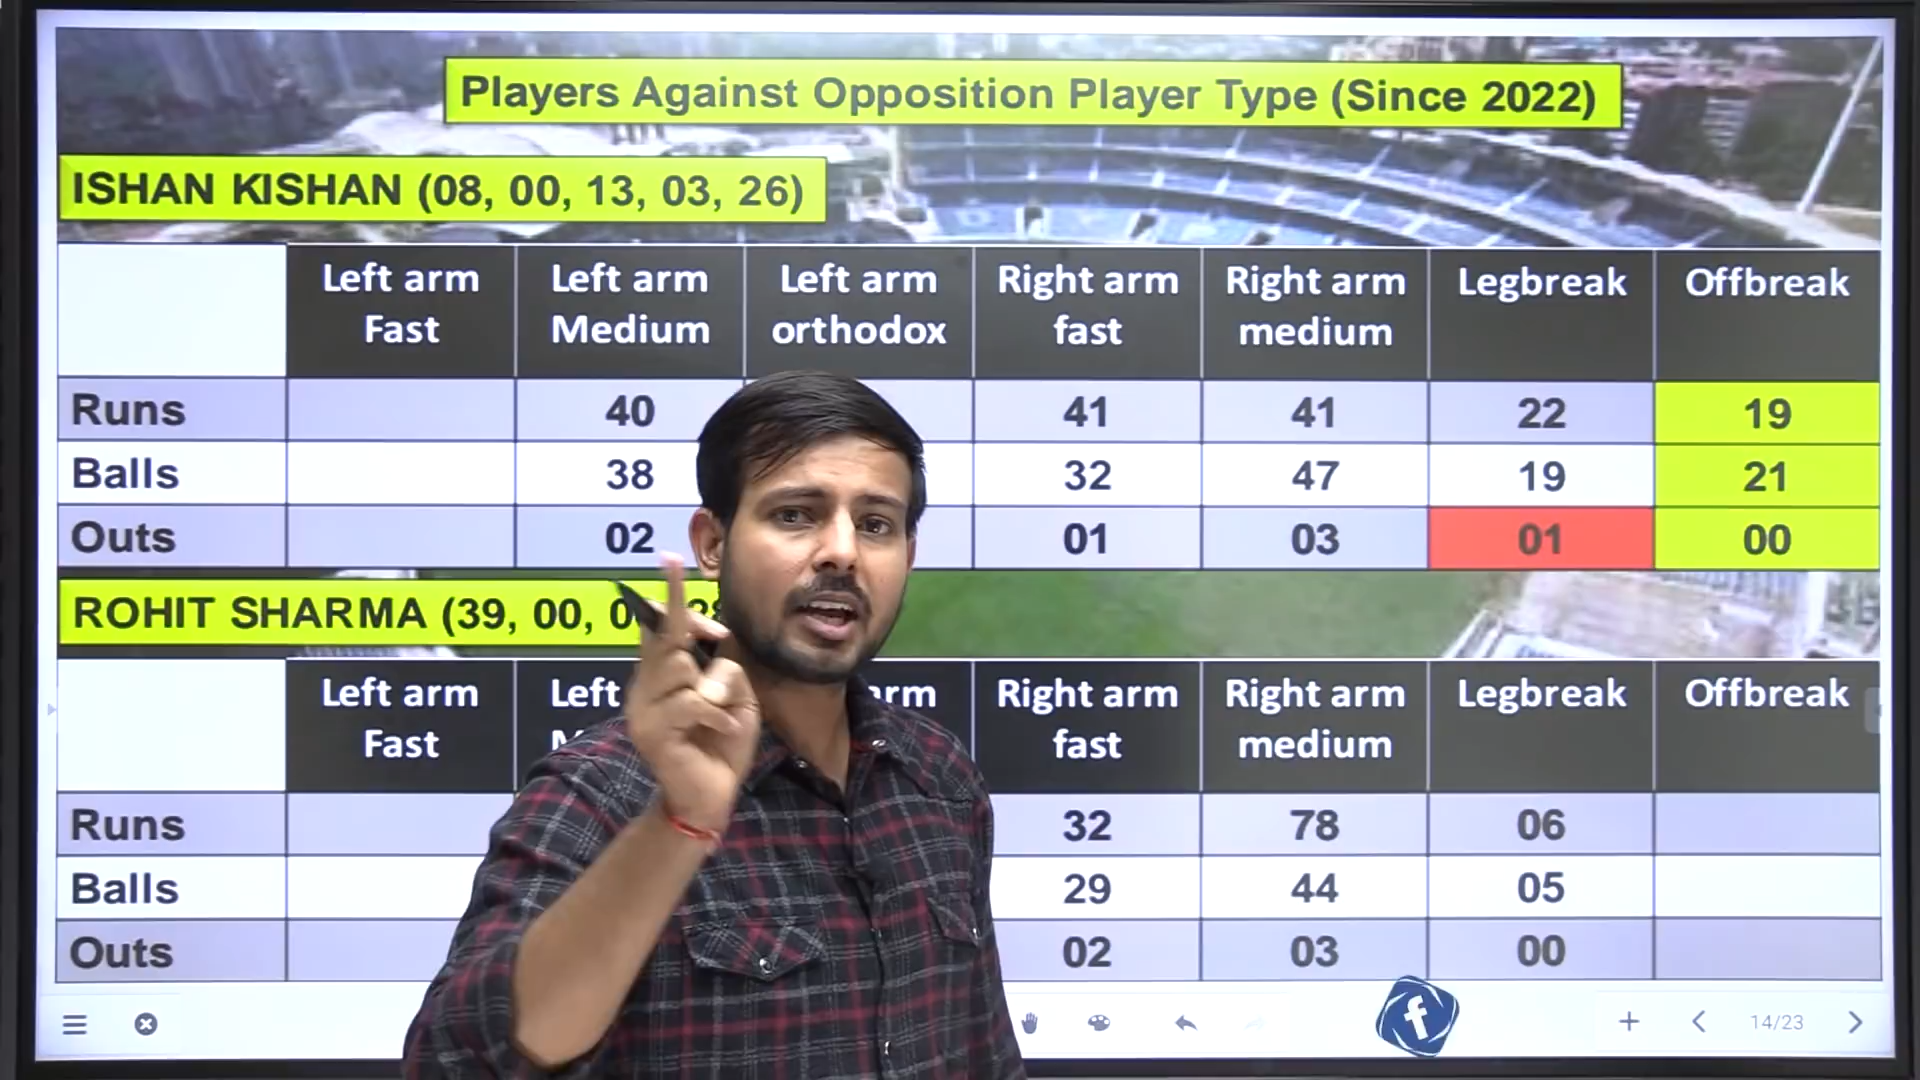 Players Against Opposition Player Type (Since 2022)
ISHAN KISHAN (08, 00, 13, 03, 26)
Left arm Fast Left arm Medium Left arm orthodox Right arm fast Right arm medium Legbreak Offbreak
Runs 40 41 41 22 19
Balls 38 32 47 19 21
Outs 02 01 03 01 00
ROHIT SHARMA (39, 00,
Left arm Fast Left Right arm fast Right arm medium Legbreak Offbreak
Runs 32 78 06
Balls 29 44 05
Outs 02 03 00
f
14/23